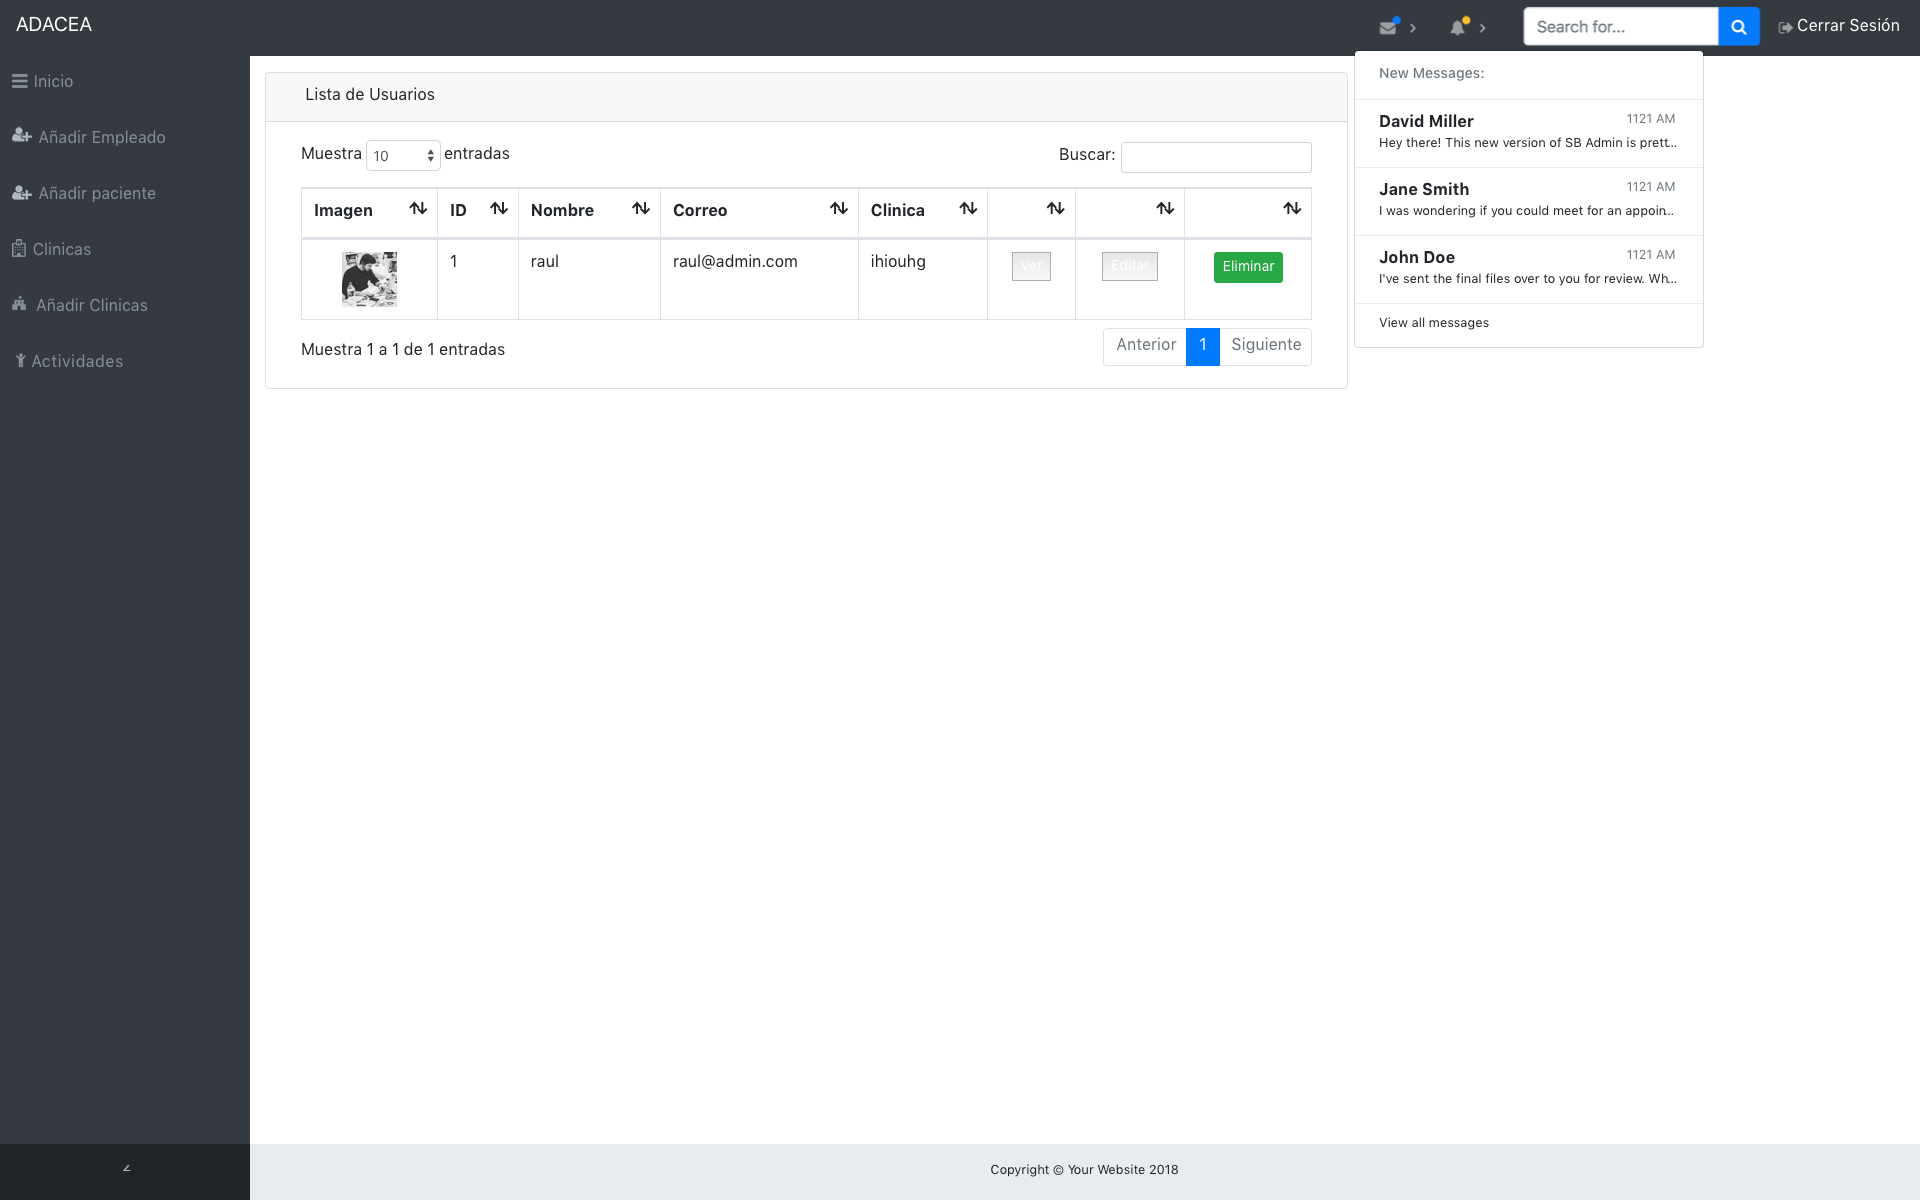 ADACEA
Search for...
Cerrar Sesión
Inicio
Añadir Empleado
Añadir paciente
Clinicas
Añadir Clinicas
Actividades
Lista de Usuarios
Muestra 10 entradas
Buscar:
Imagen ID Nombre Correo Clinica
1 raul raul@admin.com ihiouhg Ver Editar Eliminar
Muestra 1 a 1 de 1 entradas
Anterior 1 Siguiente
New Messages:
David Miller 1121 AM
Hey there! This new version of SB Admin is prett...
Jane Smith 1121 AM
I was wondering if you could meet for an appoin...
John Doe 1121 AM
I've sent the final files over to you for review. Wh...
View all messages
Copyright © Your Website 2018